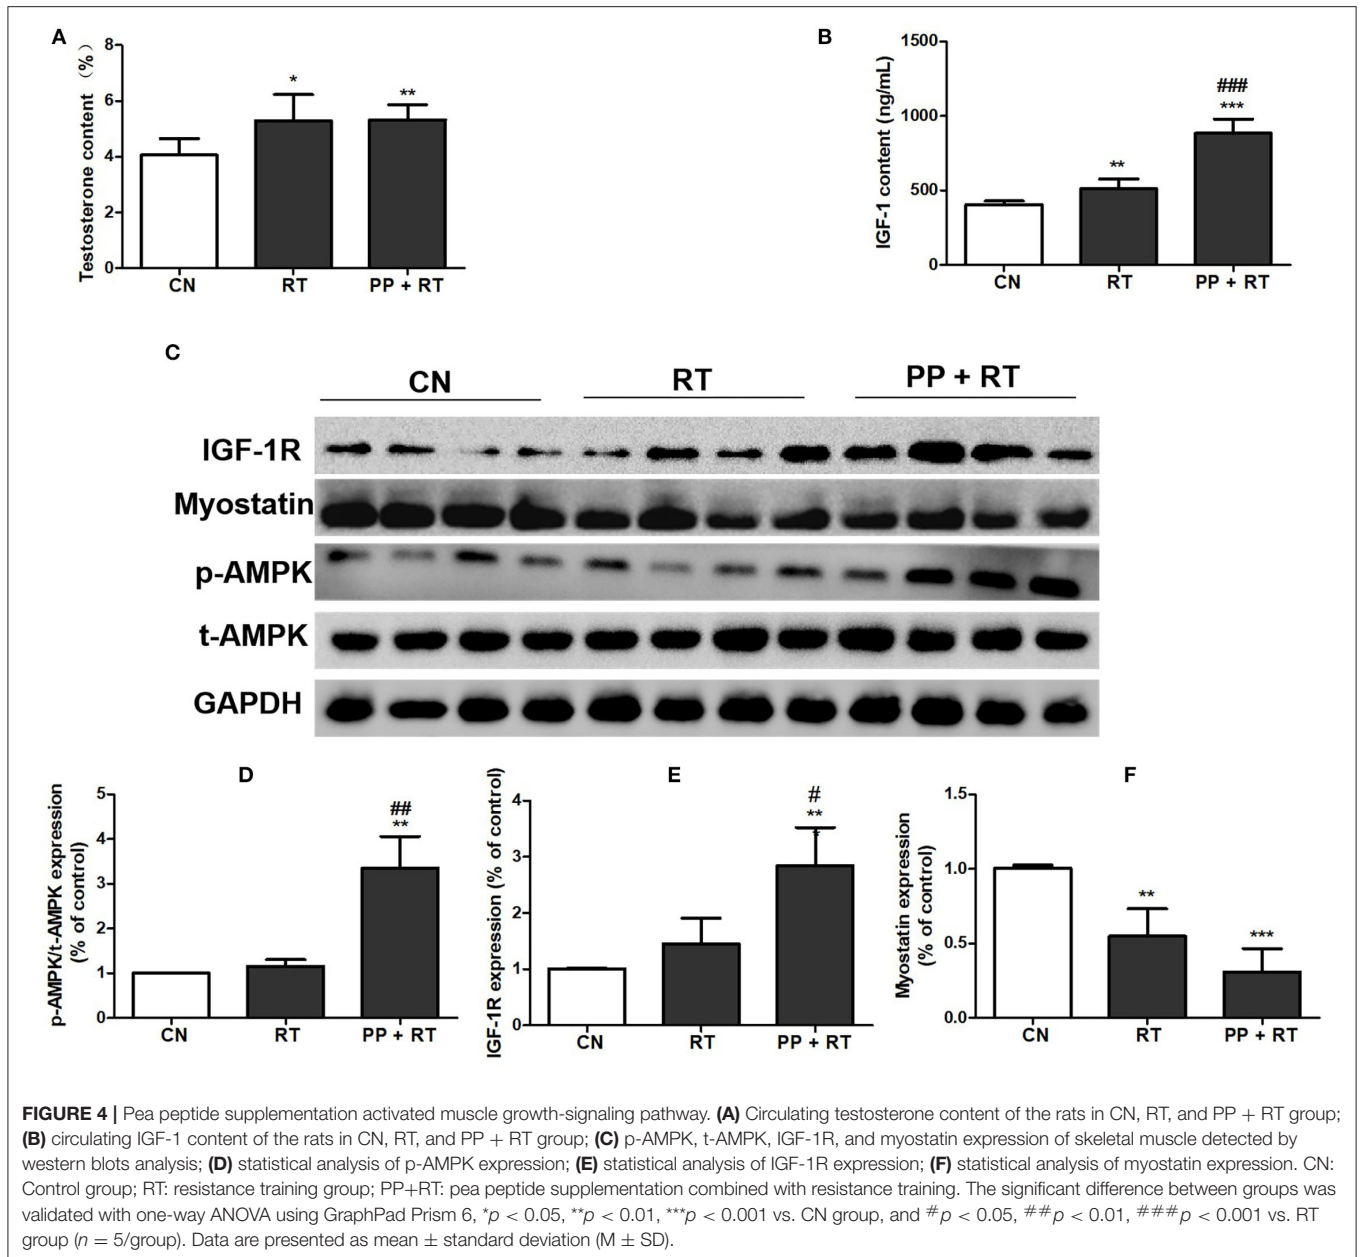 A
Testosterone content (%)
8
6
4
2
0
*
**
CN RT PP + RT
B
IGF-1 content (ng/mL)
1500
1000
500
0
**
###
***
CN RT PP + RT
C
CN RT PP + RT
IGF-1R
Myostatin
p-AMPK
t-AMPK
GAPDH
D
p-AMPK/t-AMPK expression
(% of control)
5
4
3
2
1
0
##
**
CN RT PP + RT
E
IGF-1R expression (% of control)
4
3
2
1
0
#
**
*
CN RT PP + RT
F
Myostatin expression
(% of control)
1.5
1.0
0.5
0.0
**
***
CN RT PP + RT
FIGURE 4 | Pea peptide supplementation activated muscle growth-signaling pathway. (A) Circulating testosterone content of the rats in CN, RT, and PP + RT group;
(B) circulating IGF-1 content of the rats in CN, RT, and PP + RT group; (C) p-AMPK, t-AMPK, IGF-1R, and myostatin expression of skeletal muscle detected by
western blots analysis; (D) statistical analysis of p-AMPK expression; (E) statistical analysis of IGF-1R expression; (F) statistical analysis of myostatin expression. CN:
Control group; RT: resistance training group; PP+RT: pea peptide supplementation combined with resistance training. The significant difference between groups was
validated with one-way ANOVA using GraphPad Prism 6, *p < 0.05, **p < 0.01, ***p < 0.001 vs. CN group, and #p < 0.05, ##p < 0.01, ###p < 0.001 vs. RT
group (n = 5/group). Data are presented as mean ± standard deviation (M ± SD).